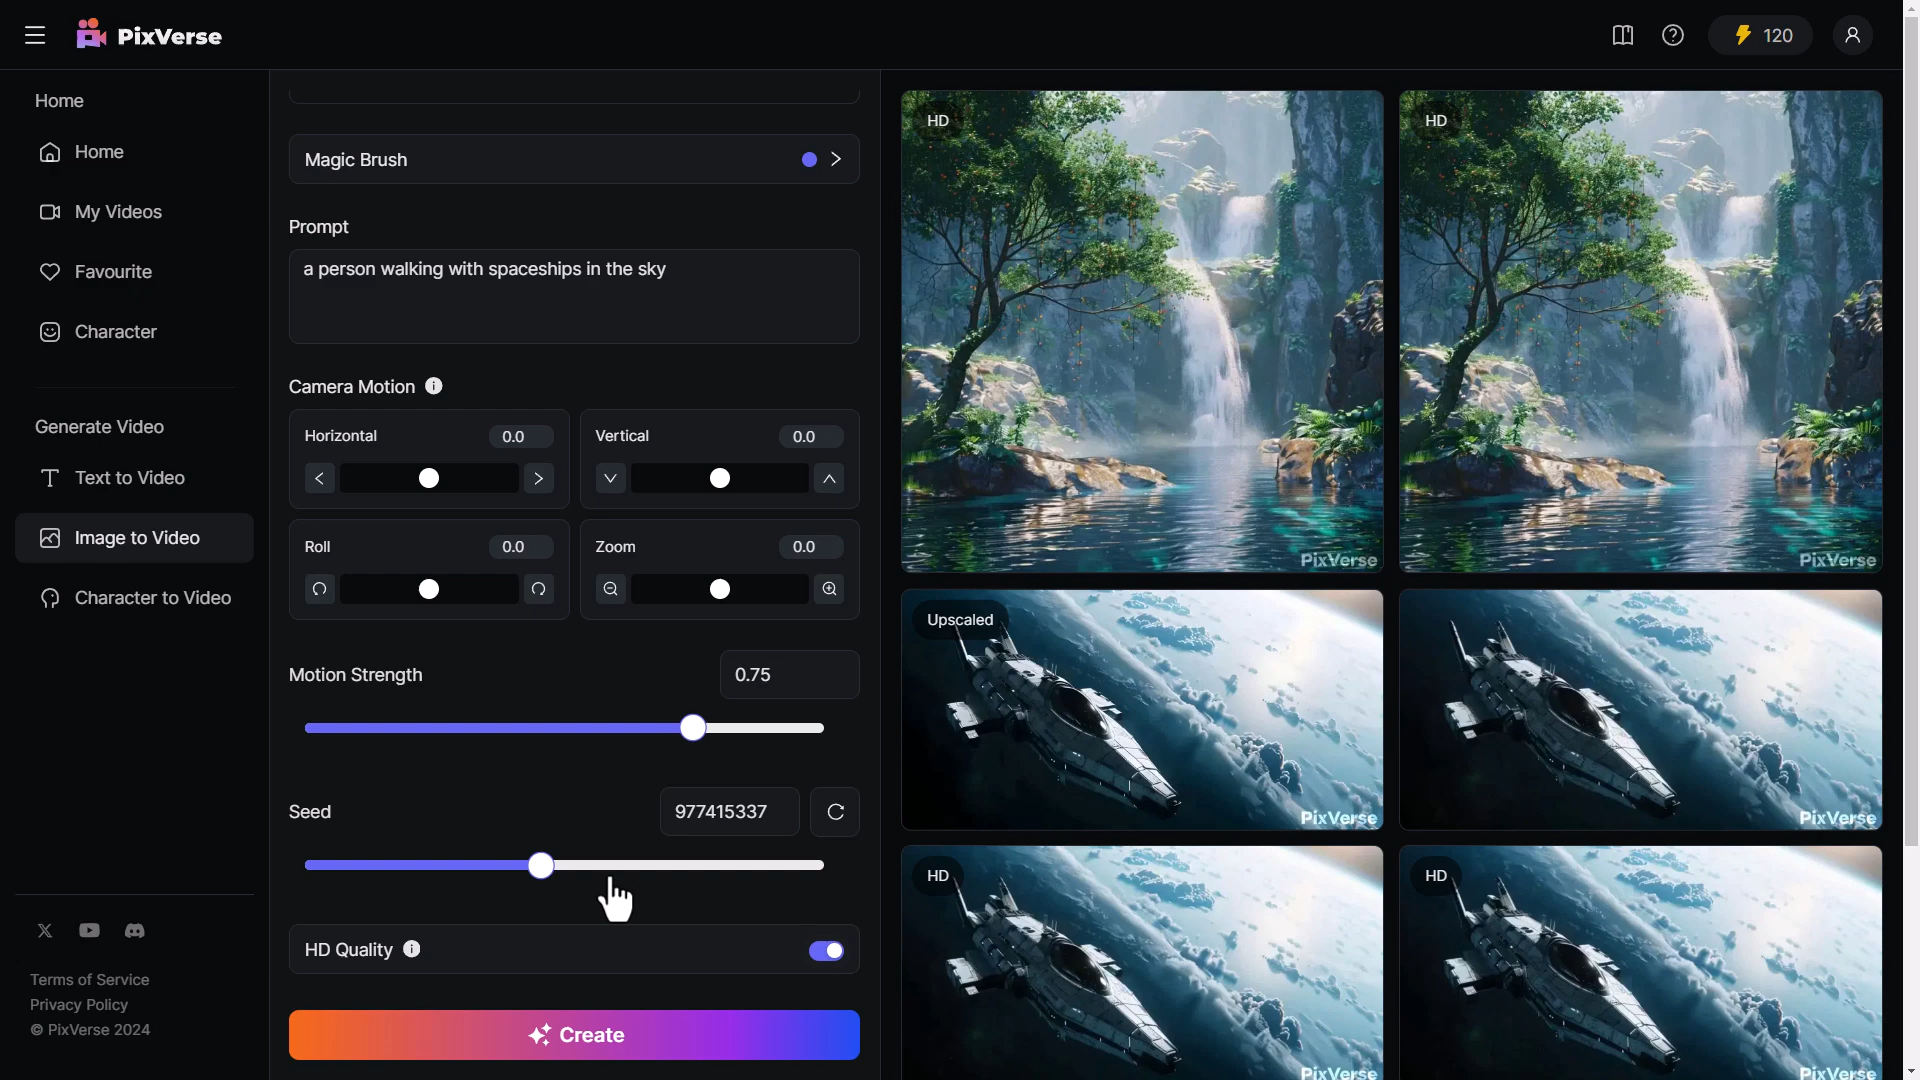 PixVerse
120
Home
Home
My Videos
Favourite
Character
Generate Video
Text to Video
Image to Video
Character to Video
Terms of Service
Privacy Policy
© PixVerse 2024
Magic Brush
Prompt
a person walking with spaceships in the sky
Camera Motion
Horizontal 0.0
Vertical 0.0
Roll 0.0
Zoom 0.0
Motion Strength 0.75
Seed 977415337
HD Quality
Create
HD
PixVerse
HD
PixVerse
Upscaled
PixVerse
PixVerse
HD
PixVerse
HD
PixVerse